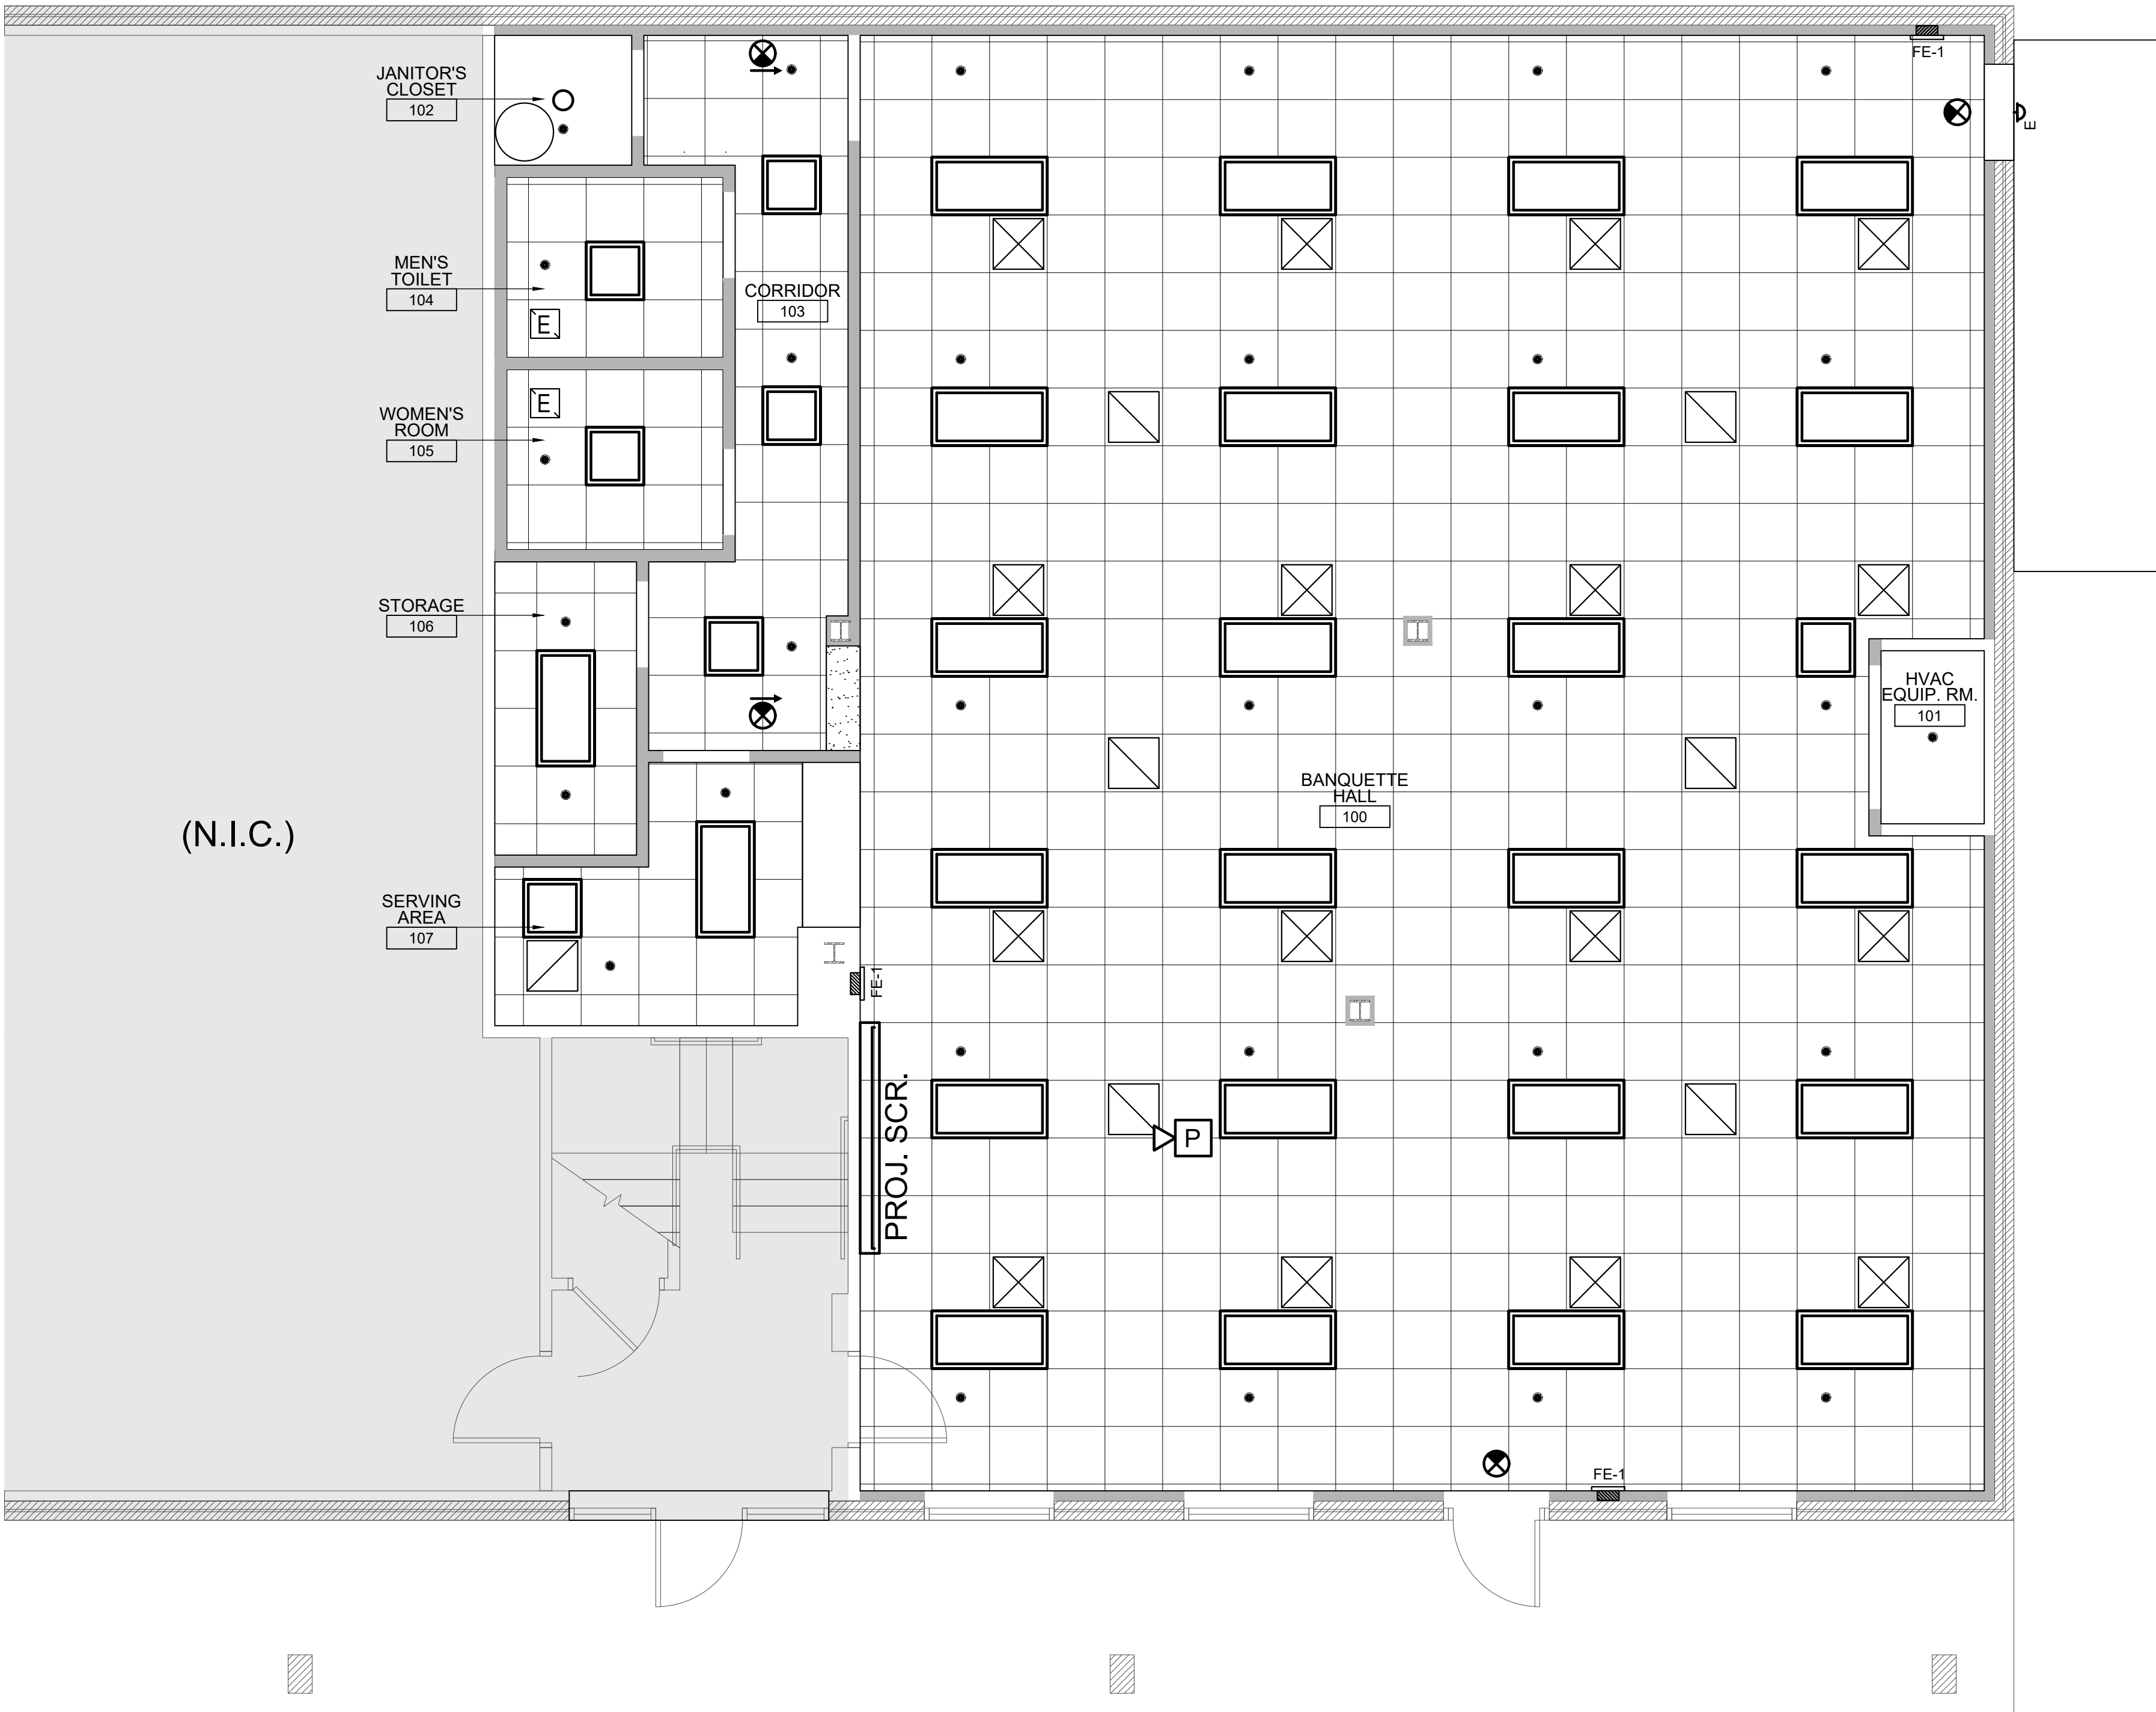 FE-1
E
JANITOR'S
CLOSET
102
MEN'S
TOILET
104
E
CORRIDOR
103
WOMEN'S
ROOM
105
E
STORAGE
106
HVAC
EQUIP. RM.
101
BANQUETTE
HALL
100
(N.I.C.)
SERVING
AREA
107
FE-1
PROJ. SCR.
P
FE-1